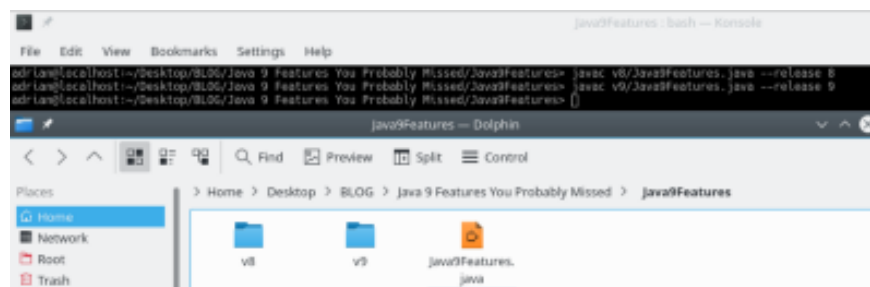 Java9Features : bash — Konsole
File Edit View Bookmarks Settings Help
adrian@localhost:~/Desktop/BLOG/Java 9 Features You Probably Missed/Java9Features> javac v8/Java9Features.java --release 8
adrian@localhost:~/Desktop/BLOG/Java 9 Features You Probably Missed/Java9Features> javac v9/Java9Features.java --release 9
adrian@localhost:~/Desktop/BLOG/Java 9 Features You Probably Missed/Java9Features>
Java9Features — Dolphin
Find Preview Split Control
Places
> Home > Desktop > BLOG > Java 9 Features You Probably Missed > Java9Features
Home
Network
Root
Trash
v8 v9 Java9Features.
java